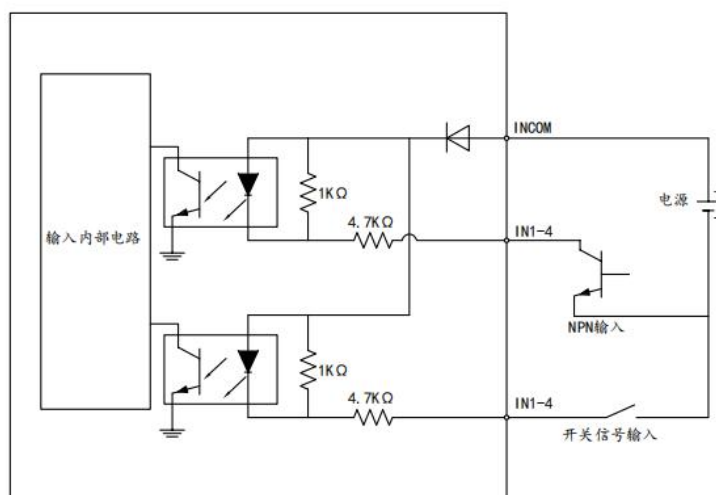 INCOM
1KΩ
电源
4.7KΩ
IN1-4
输入内部电路
NPN输入
1KΩ
4.7KΩ
IN1-4
开关信号输入